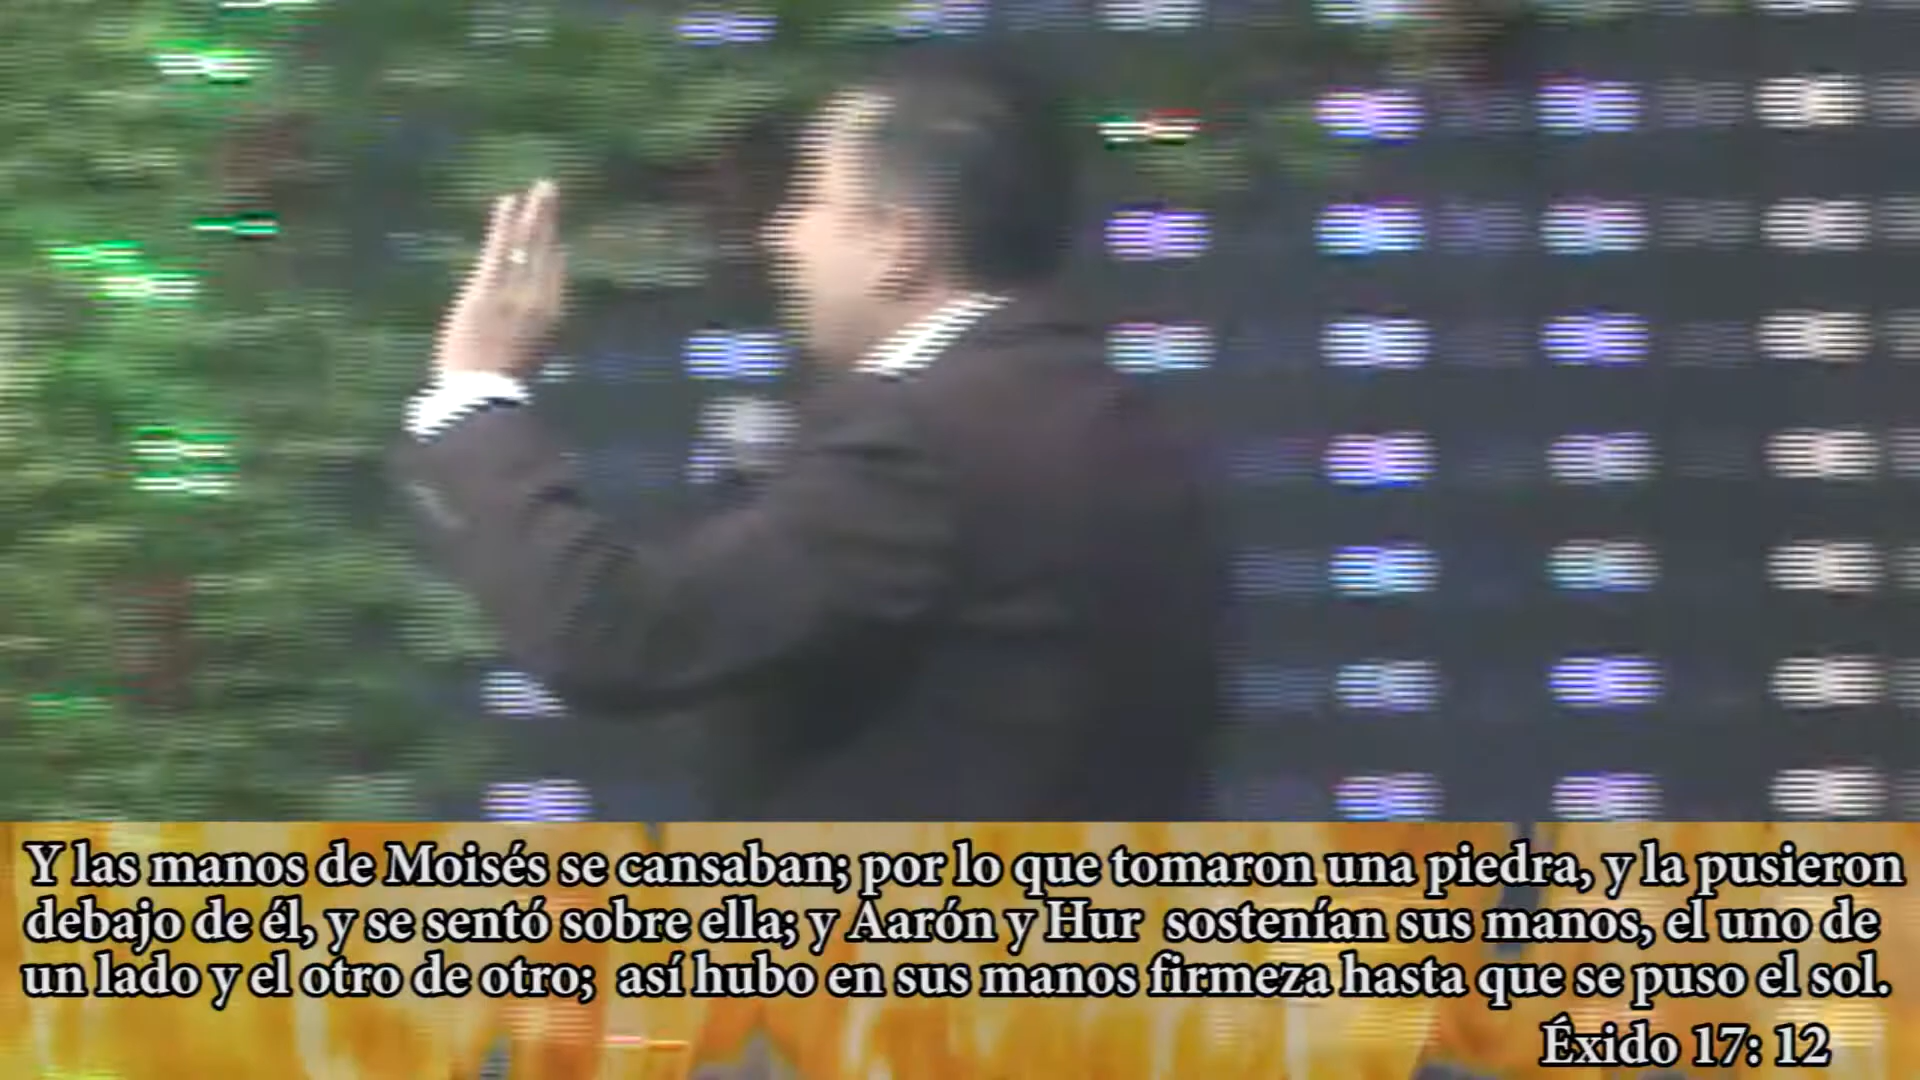 Y las manos de Moisés se cansaban; por lo que tomaron una piedra, y la pusieron
debajo de él, y se sentó sobre ella; y Aarón y Hur sostenían sus manos, el uno de
un lado y el otro de otro; así hubo en sus manos firmeza hasta que se puso el sol.
Éxido 17: 12